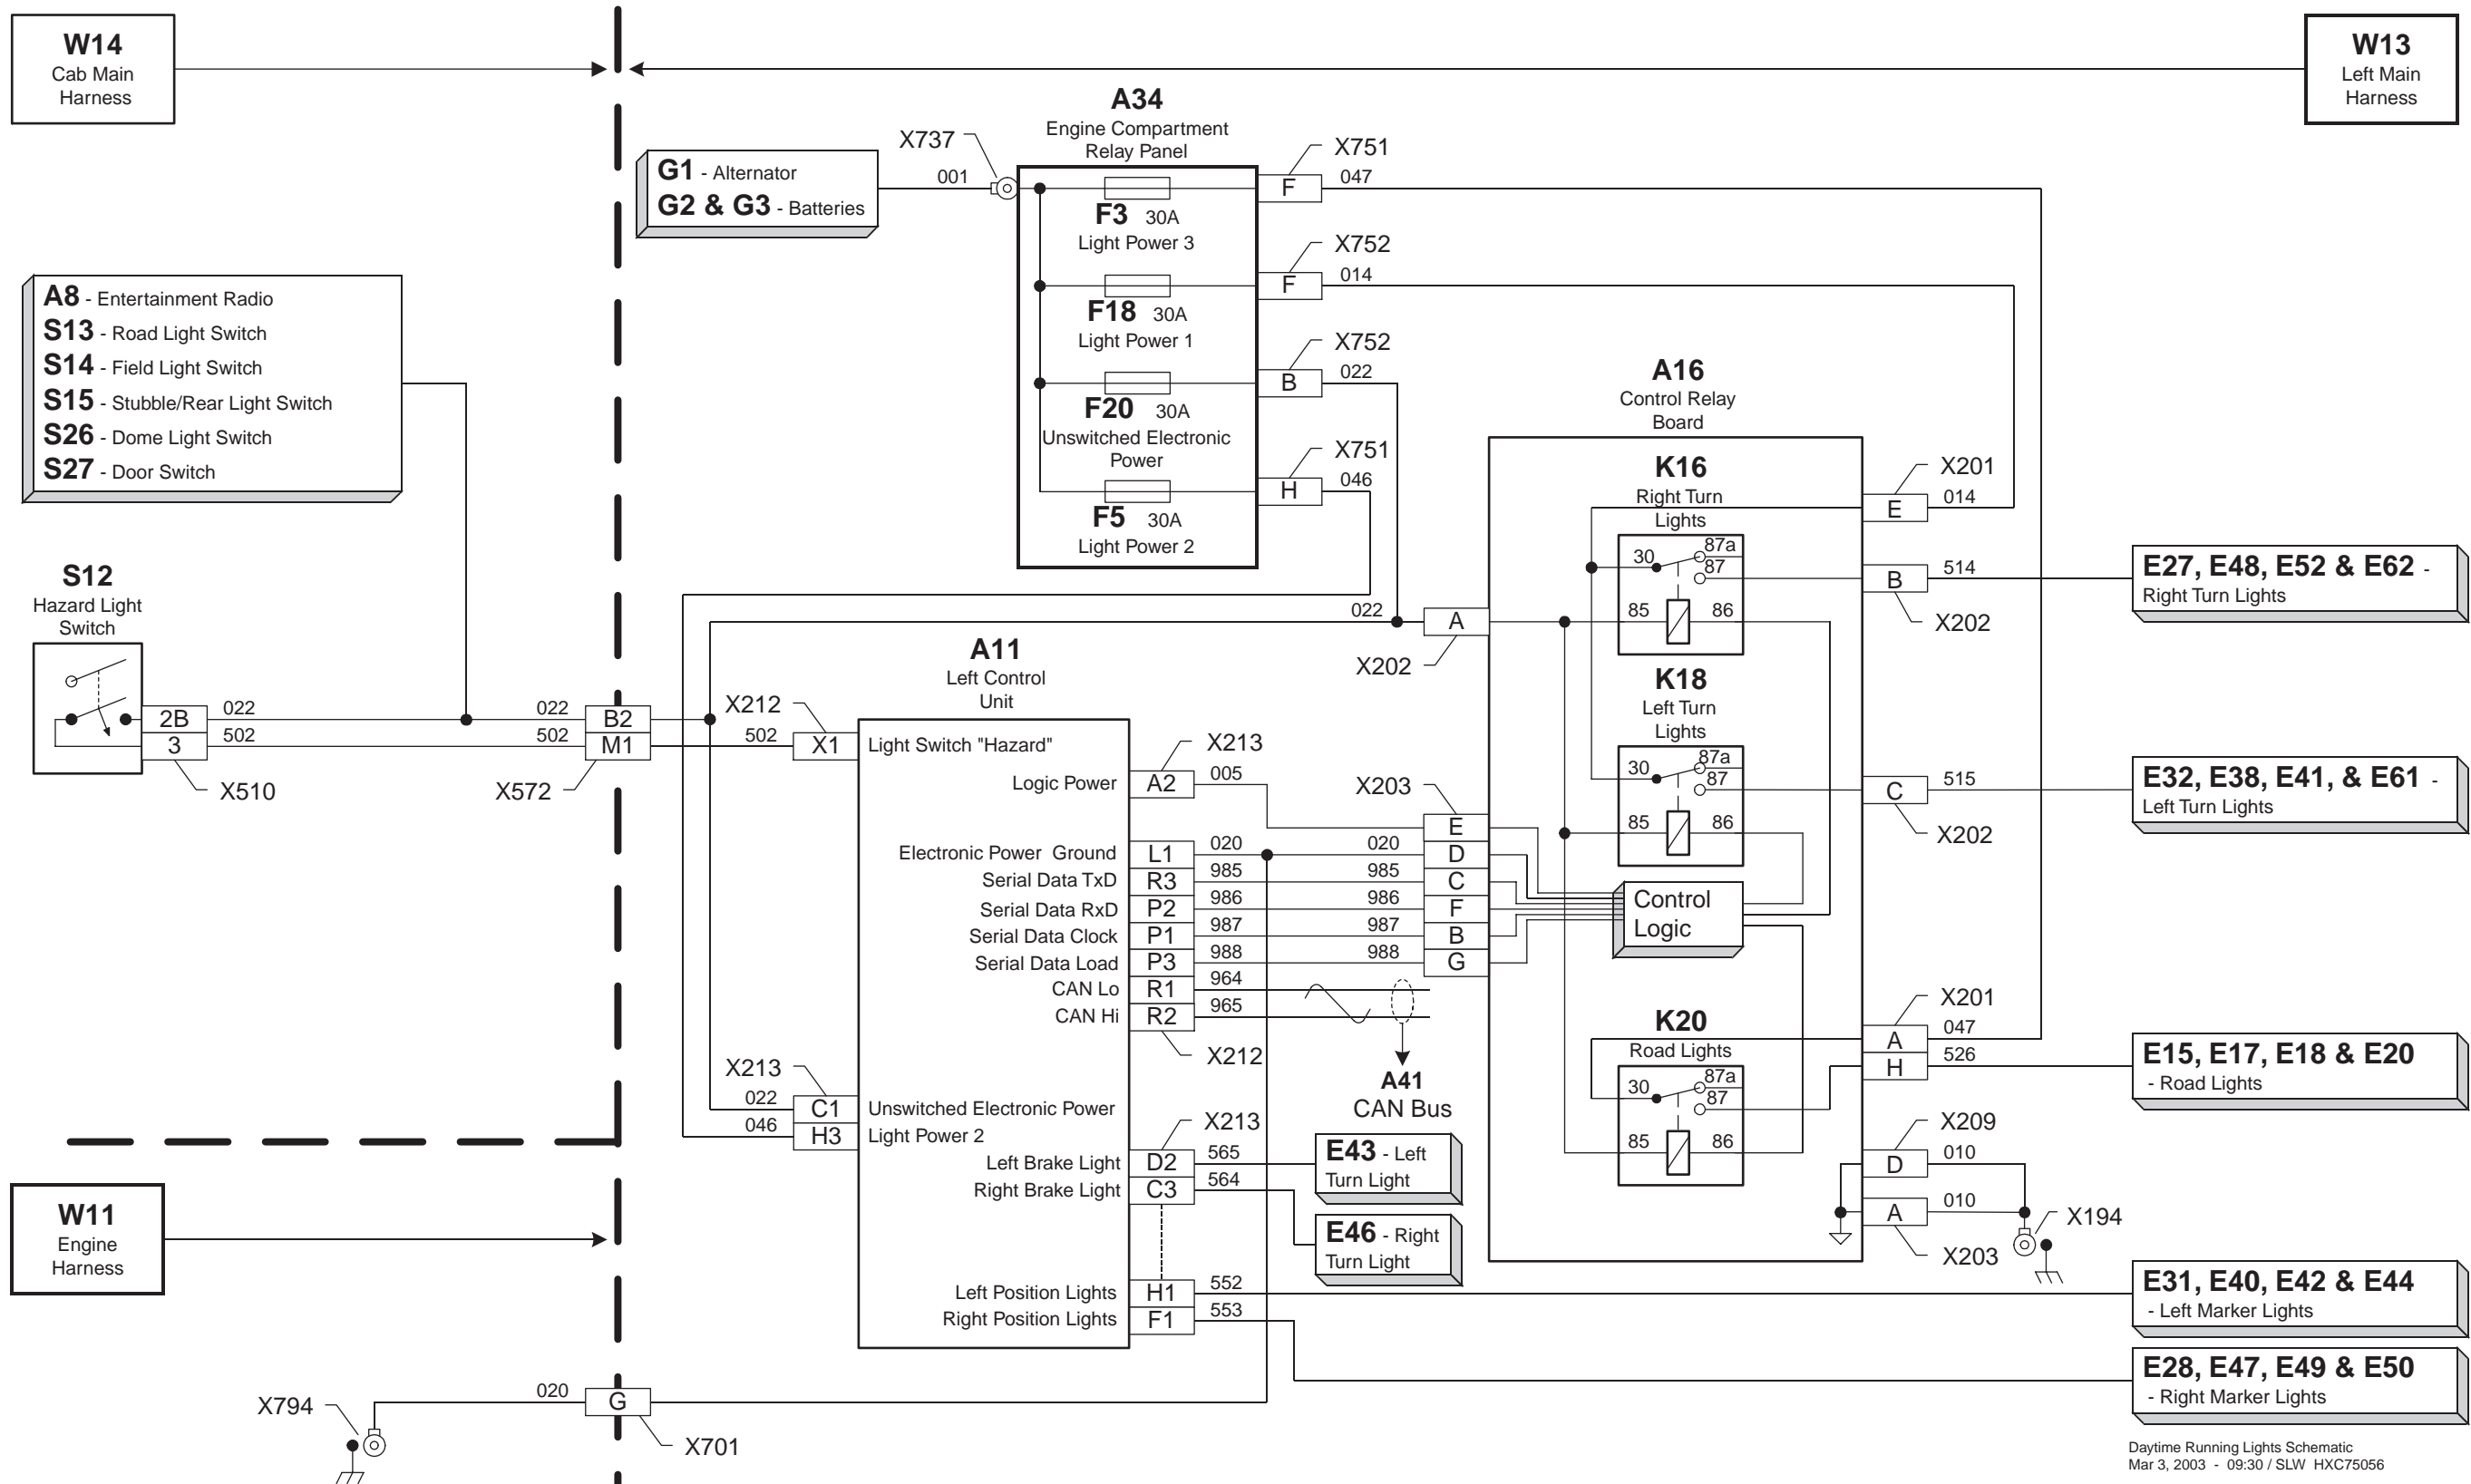 W14
Cab Main
Harness
W13
Left Main
Harness
A34
Engine Compartment
Relay Panel
X737
G1 - Alternator
G2 & G3 - Batteries
001
F3 30A
Light Power 3
F
X751
047
F18 30A
Light Power 1
F
X752
014
F20 30A
Unswitched Electronic
Power
B
X752
022
F5 30A
Light Power 2
H
X751
046
A8 - Entertainment Radio
S13 - Road Light Switch
S14 - Field Light Switch
S15 - Stubble/Rear Light Switch
S26 - Dome Light Switch
S27 - Door Switch
S12
Hazard Light
Switch
2B
022
022
B2
3
502
502
M1
X510
X572
A16
Control Relay
Board
K16
Right Turn
Lights
30
87a
87
85
86
022
A
X202
X201
E
014
B
514
X202
E27, E48, E52 & E62 -
Right Turn Lights
K18
Left Turn
Lights
30
87a
87
85
86
C
515
X202
E32, E38, E41, & E61 -
Left Turn Lights
A11
Left Control
Unit
X212
502
X1
Light Switch "Hazard"
X213
Logic Power
A2
005
X203
E
Electronic Power Ground
L1
020
020
D
Serial Data TxD
R3
985
985
C
Serial Data RxD
P2
986
986
F
Serial Data Clock
P1
987
987
B
Serial Data Load
P3
988
988
G
CAN Lo
R1
964
CAN Hi
R2
965
X212
Control
Logic
A41
CAN Bus
K20
Road Lights
30
87a
87
85
86
X201
A
047
H
526
E15, E17, E18 & E20
- Road Lights
X213
022
C1
Unswitched Electronic Power
046
H3
Light Power 2
X213
Left Brake Light
D2
565
E43 - Left
Turn Light
Right Brake Light
C3
564
E46 - Right
Turn Light
X209
D
010
A
010
X203
X194
W11
Engine
Harness
Left Position Lights
H1
552
E31, E40, E42 & E44
- Left Marker Lights
Right Position Lights
F1
553
E28, E47, E49 & E50
- Right Marker Lights
X794
020
G
X701
Daytime Running Lights Schematic
Mar 3, 2003 - 09:30 / SLW HXC75056